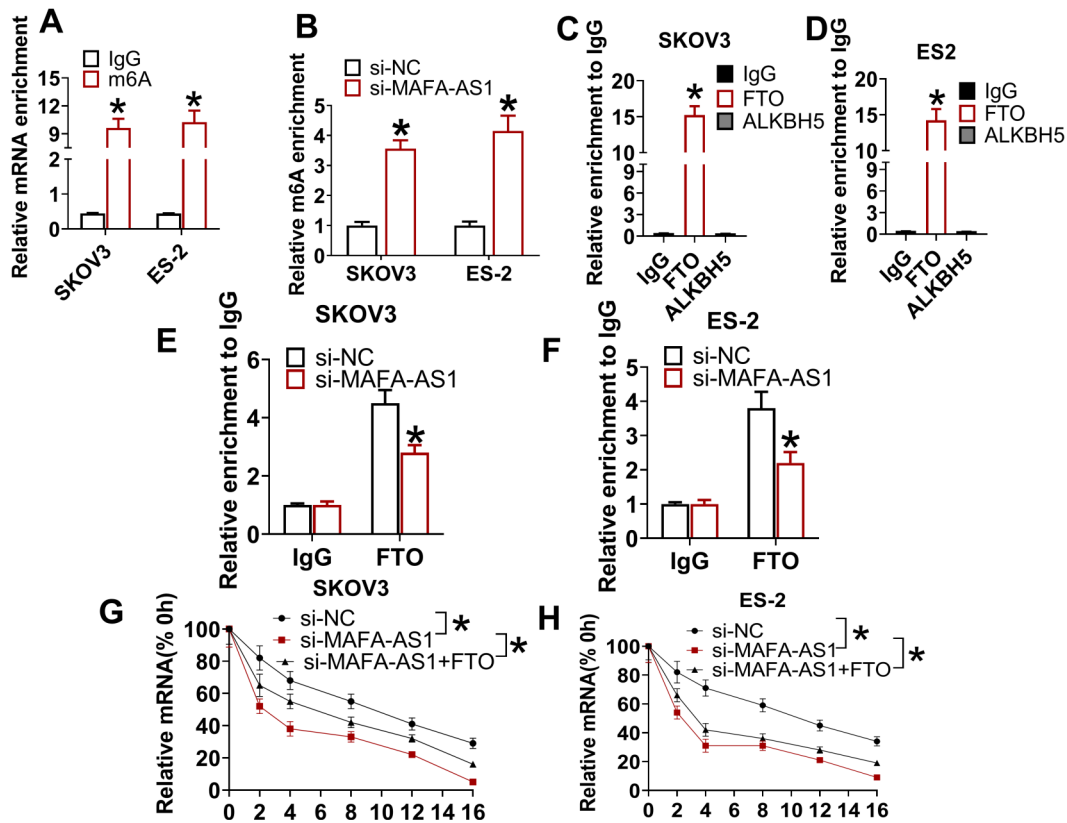 A
Relative mRNA enrichment
IgG
m6A
*
*
15
12
9
6
2
1
0
SKOV3
ES-2
B
Relative m6A enrichment
si-NC
si-MAFA-AS1
*
*
6
5
4
3
2
1
0
SKOV3
ES-2
C
Relative enrichment to IgG
SKOV3
IgG
FTO
ALKBH5
*
20
15
10
9
6
3
0
IgG
FTO
ALKBH5
D
Relative enrichment to IgG
ES2
IgG
FTO
ALKBH5
*
20
15
10
9
6
3
0
IgG
FTO
ALKBH5
E
Relative enrichment to IgG
SKOV3
si-NC
si-MAFA-AS1
*
6
4
2
0
IgG
FTO
F
Relative enrichment to IgG
ES-2
si-NC
si-MAFA-AS1
*
5
4
3
2
1
0
IgG
FTO
G
Relative mRNA(% 0h)
SKOV3
si-NC
si-MAFA-AS1
si-MAFA-AS1+FTO
*
*
100
80
60
40
20
0
0 2 4 6 8 10 12 14 16
H
Relative mRNA(% 0h)
ES-2
si-NC
si-MAFA-AS1
si-MAFA-AS1+FTO
*
*
100
80
60
40
20
0
0 2 4 6 8 10 12 14 16